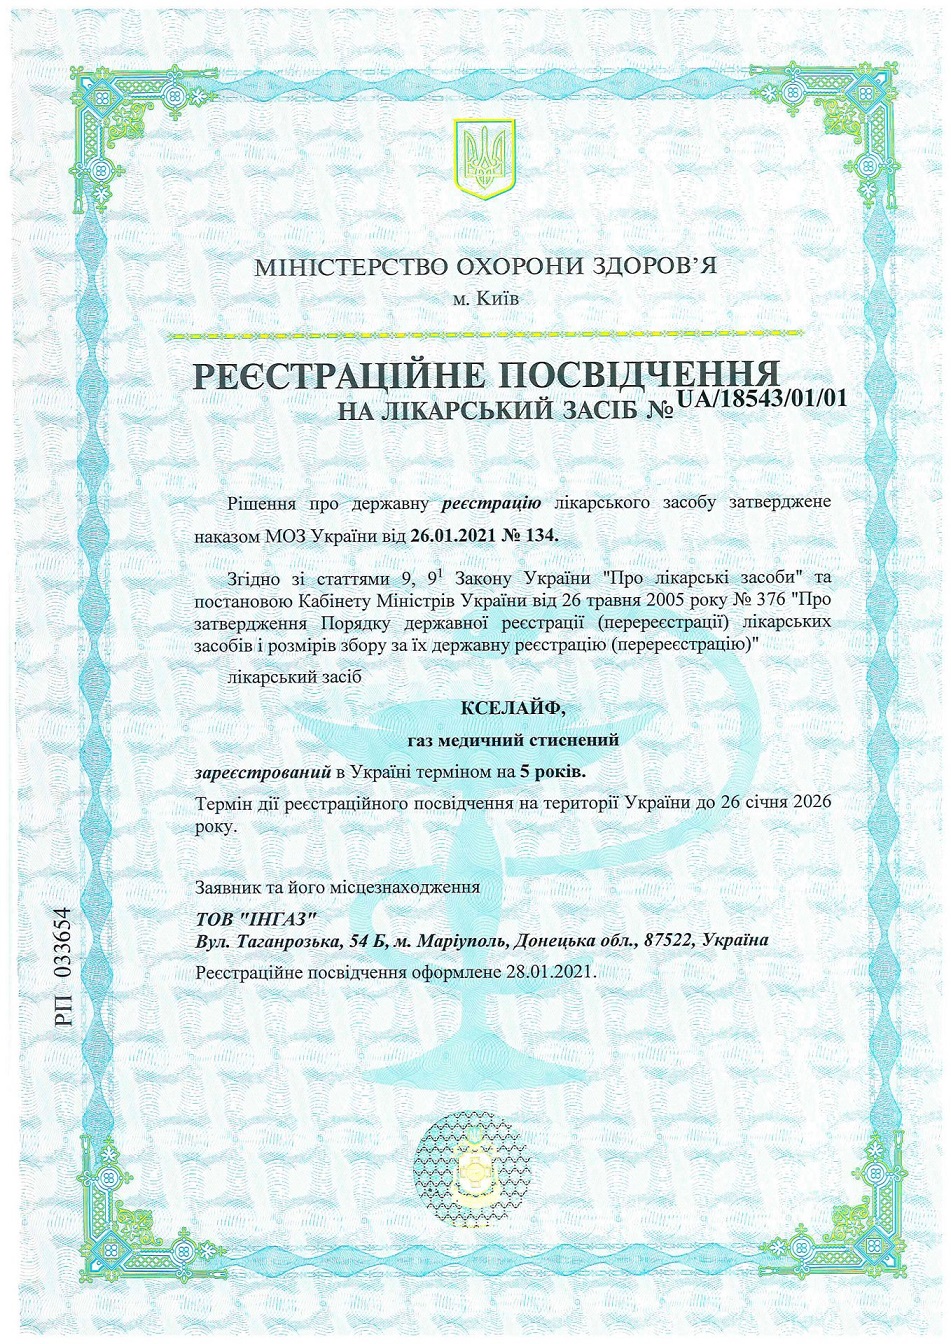 МІНІСТЕРСТВО ОХОРОНИ ЗДОРОВ’Я
м. Київ
РЕЄСТРАЦІЙНЕ ПОСВІДЧЕННЯ
НА ЛІКАРСЬКИЙ ЗАСІБ № UA/18543/01/01
Рішення про державну реєстрацію лікарського засобу затверджене
наказом МОЗ України від 26.01.2021 № 134.
Згідно зі статтями 9, 9¹ Закону України "Про лікарські засоби" та
постановою Кабінету Міністрів України від 26 травня 2005 року № 376 "Про
затвердження Порядку державної реєстрації (перереєстрації) лікарських
засобів і розмірів збору за їх державну реєстрацію (перереєстрацію)"
лікарський засіб
КСЕЛАЙФ,
газ медичний стиснений
зареєстрований в Україні терміном на 5 років.
Термін дії реєстраційного посвідчення на території України до 26 січня 2026
року.
Заявник та його місцезнаходження
ТОВ "ІНГАЗ"
Вул. Таганрозька, 54 Б, м. Маріуполь, Донецька обл., 87522, Україна
Реєстраційне посвідчення оформлене 28.01.2021.
РП 033654